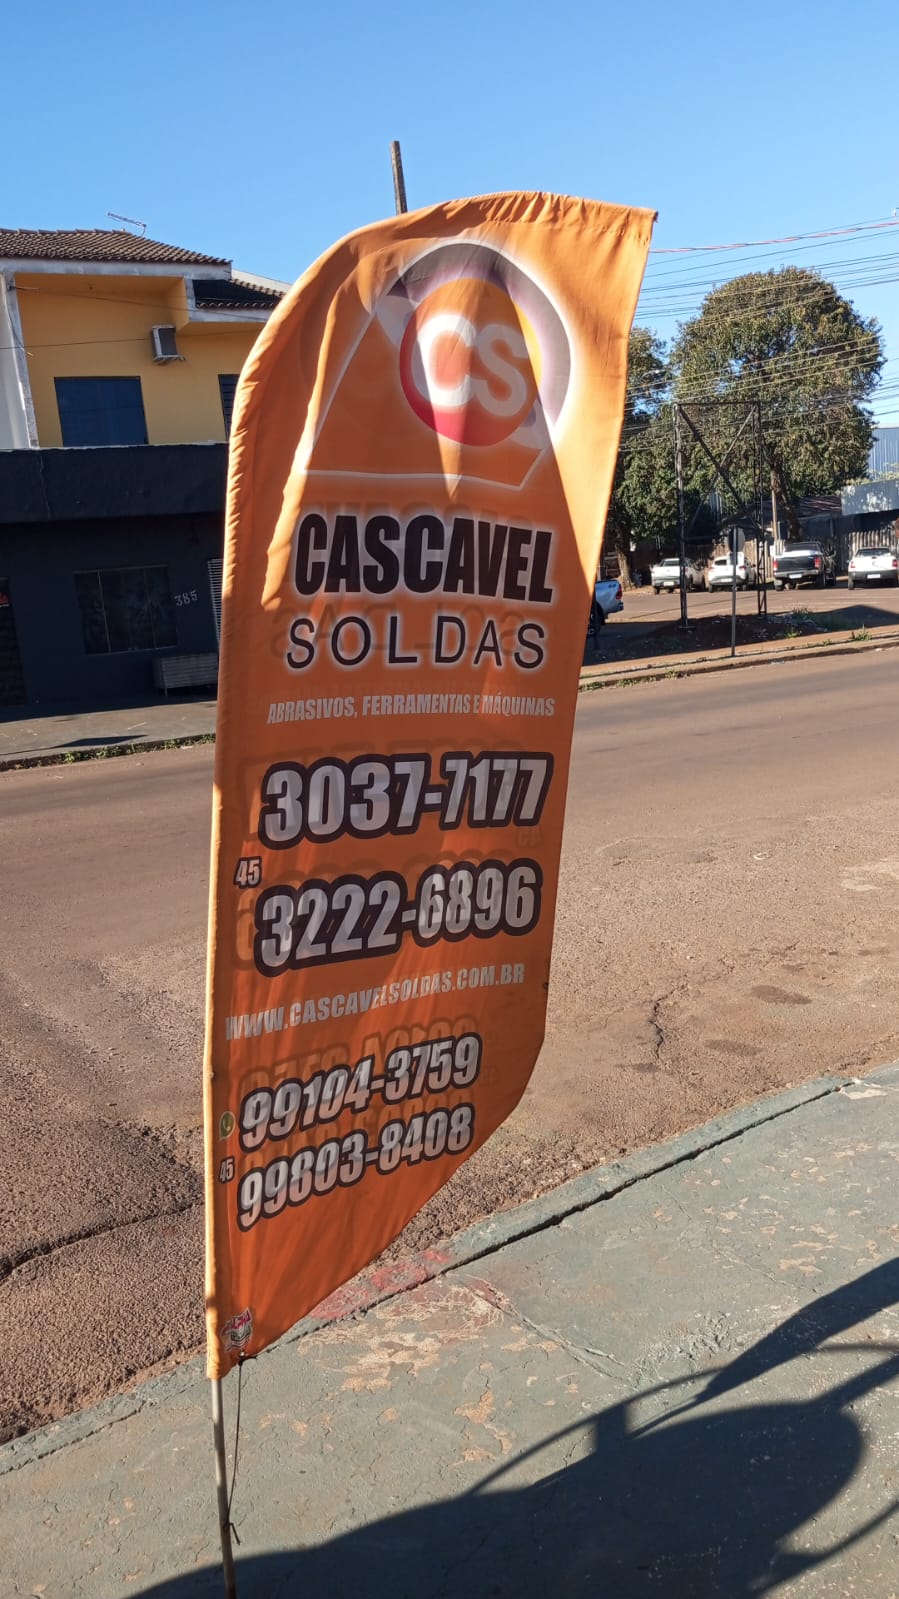 CS
CASCAVEL
SOLDAS
ABRASIVOS, FERRAMENTAS E MÁQUINAS
3037-7177
45
3222-6896
WWW.CASCAVELSOLDAS.COM.BR
99104-3759
45
99803-8408
385